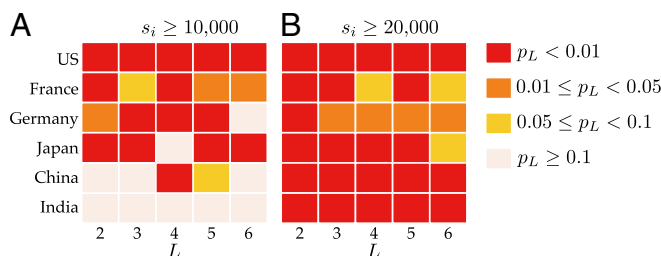 A
s_i ≥ 10,000
B
s_i ≥ 20,000
US
France
Germany
Japan
China
India
2 3 4 5 6
L
2 3 4 5 6
L
p_L < 0.01
0.01 ≤ p_L < 0.05
0.05 ≤ p_L < 0.1
p_L ≥ 0.1